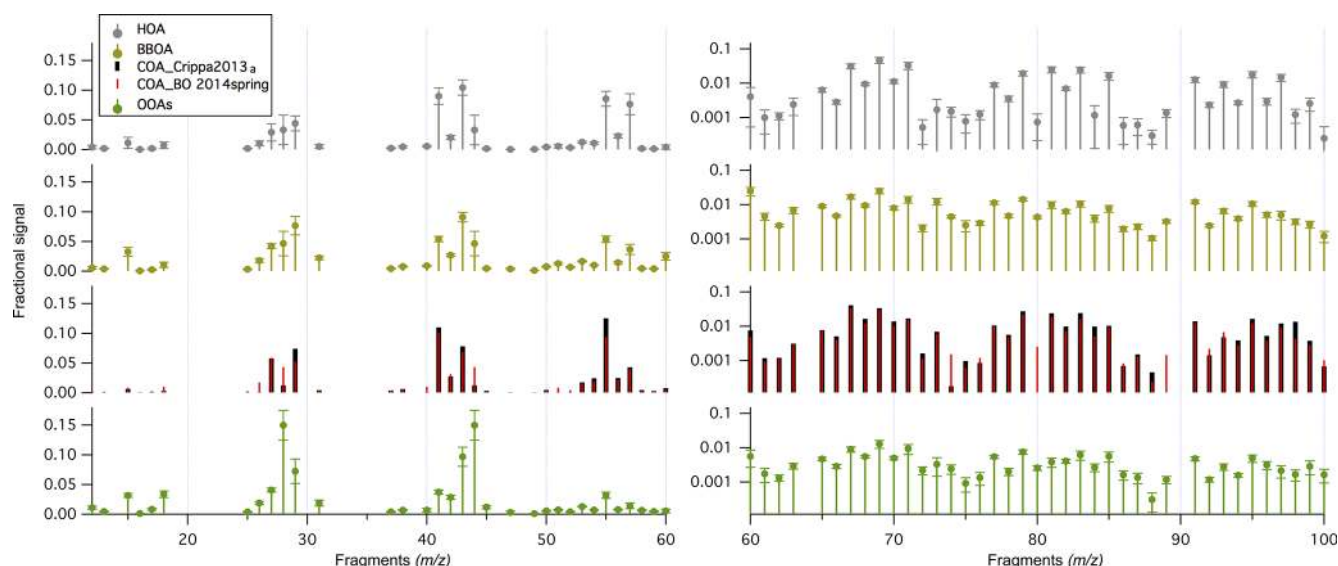 HOA
BBOA
COA_Crippa2013a
COA_BO 2014spring
OOAs
Fractional signal
0.15
0.10
0.05
0.00
0.15
0.10
0.05
0.00
0.15
0.10
0.05
0.00
0.15
0.10
0.05
0.00
20 30 40 50 60
Fragments (m/z)
0.1
0.01
0.001
0.1
0.01
0.001
0.1
0.01
0.001
0.1
0.01
0.001
60 70 80 90 100
Fragments (m/z)